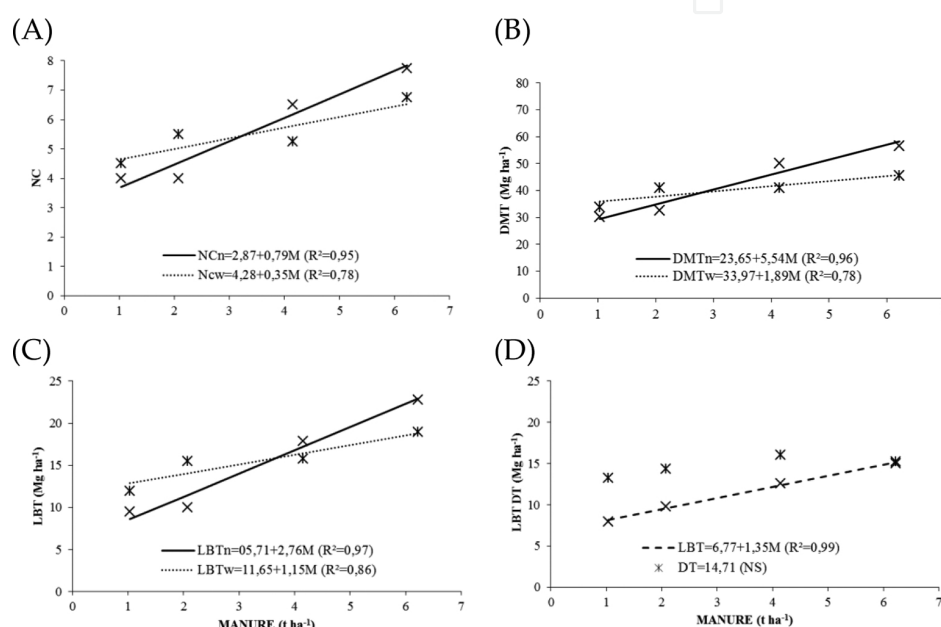 (A)
8
7
6
5
4
3
2
1
0
NC
NCn=2,87+0,79M (R²=0,95)
Ncw=4,28+0,35M (R²=0,78)
0 1 2 3 4 5 6 7
(B)
80
70
60
50
40
30
20
10
0
DMT (Mg ha⁻¹)
DMTn=23,65+5,54M (R²=0,96)
DMTw=33,97+1,89M (R²=0,78)
0 1 2 3 4 5 6
(C)
25
20
15
10
5
0
LBT (Mg ha⁻¹)
LBTn=05,71+2,76M (R²=0,97)
LBTw=11,65+1,15M (R²=0,86)
0 1 2 3 4 5 6 7
MANURE (t ha⁻¹)
(D)
25
20
15
10
5
0
LBT DT (Mg ha⁻¹)
LBT=6,77+1,35M (R²=0,99)
DT=14,71 (NS)
0 1 2 3 4 5 6 7
MANURE (t ha⁻¹)